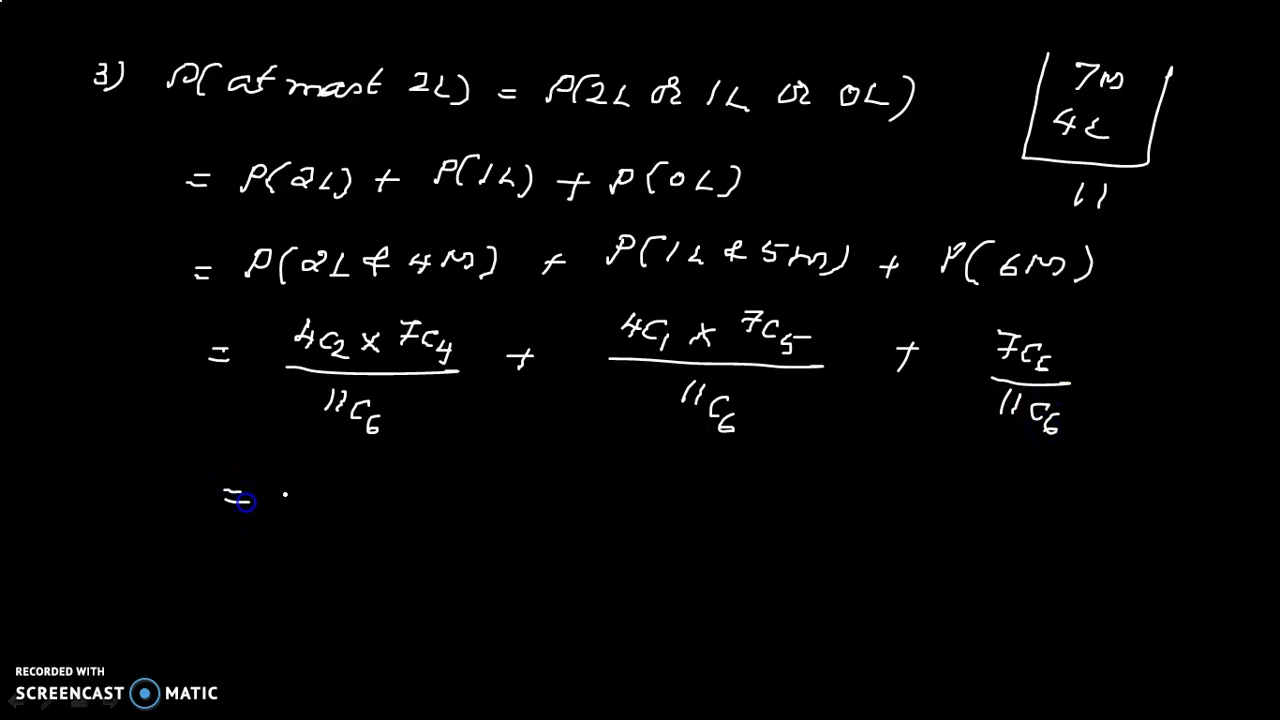 3) P(at mast 2L) = P(2L or 1L or 0L)
7M
4L
11
= P(2L) + P(1L) + P(0L)
= P(2L & 4M) + P(1L & 5M) + P(6M)
= 4C₂ × 7C₄ / 11C₆ + 4C₁ × 7C₅ / 11C₆ + 7C₆ / 11C₆
=
RECORDED WITH
SCREENCAST MATIC